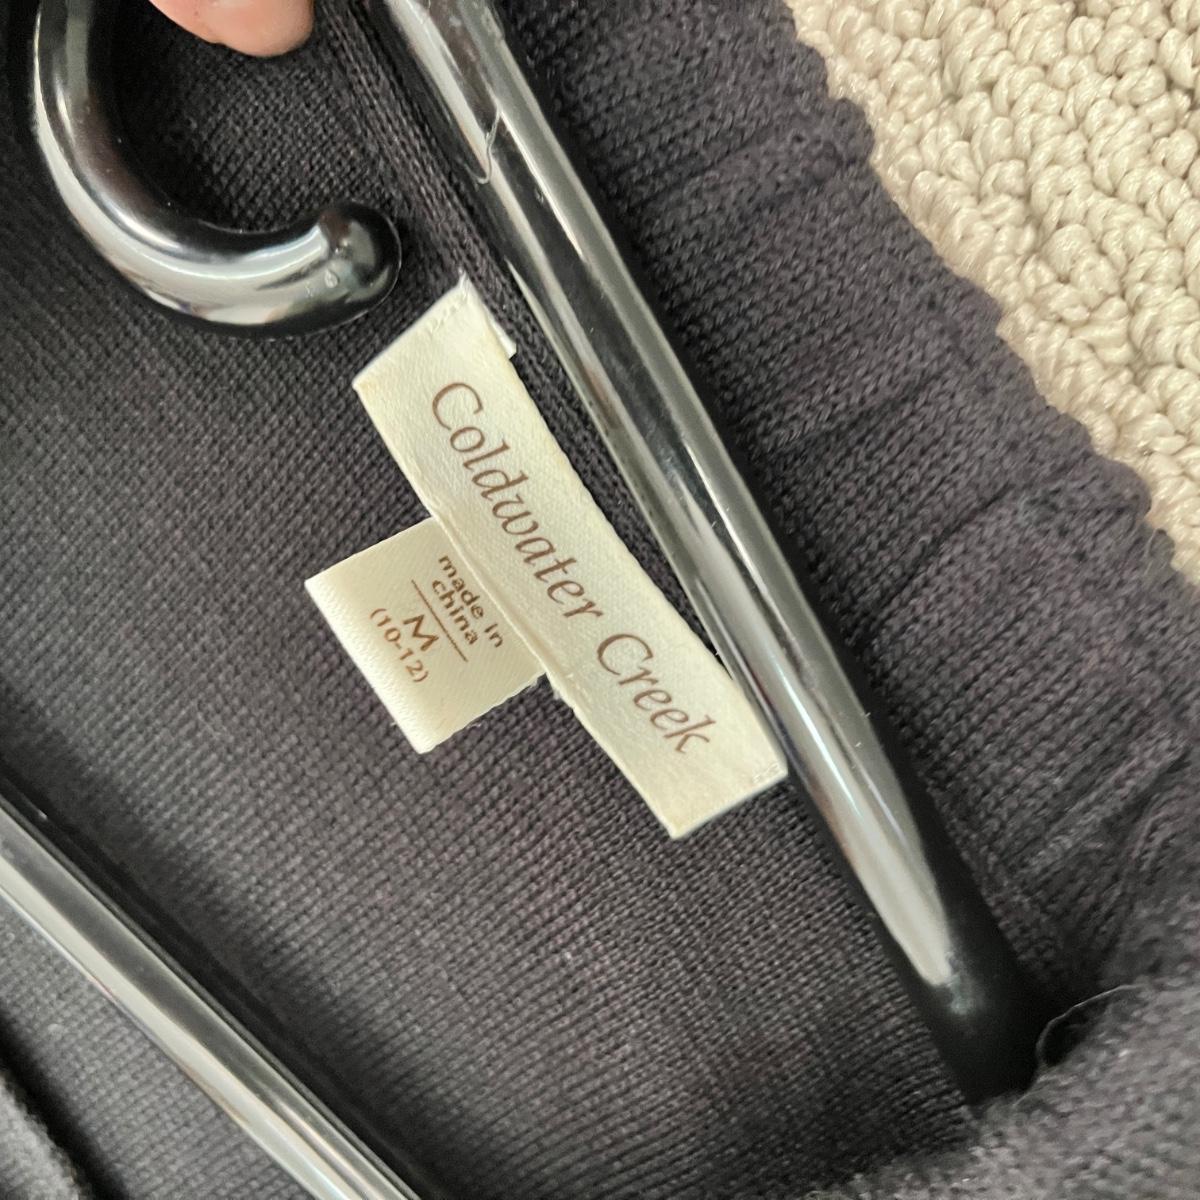 Coldwater Creek
made in
china
M
(10-12)